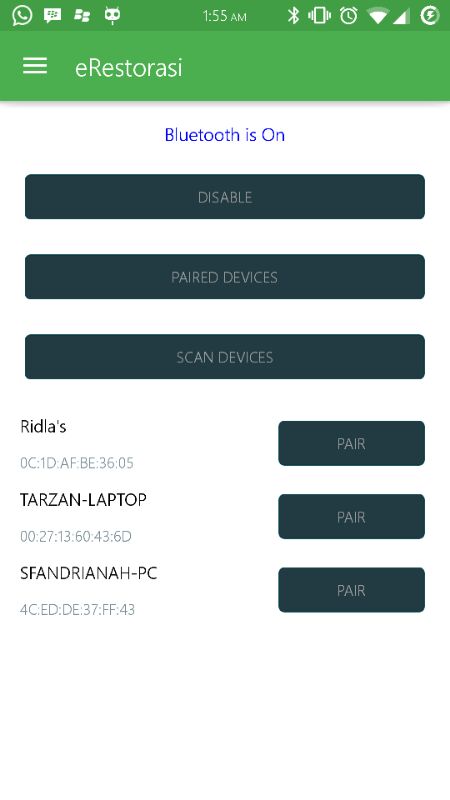 1:55 AM
eRestorasi
Bluetooth is On
DISABLE
PAIRED DEVICES
SCAN DEVICES
Ridla's
0C:1D:AF:BE:36:05
PAIR
TARZAN-LAPTOP
00:27:13:60:43:6D
PAIR
SFANDRIANAH-PC
4C:ED:DE:37:FF:43
PAIR